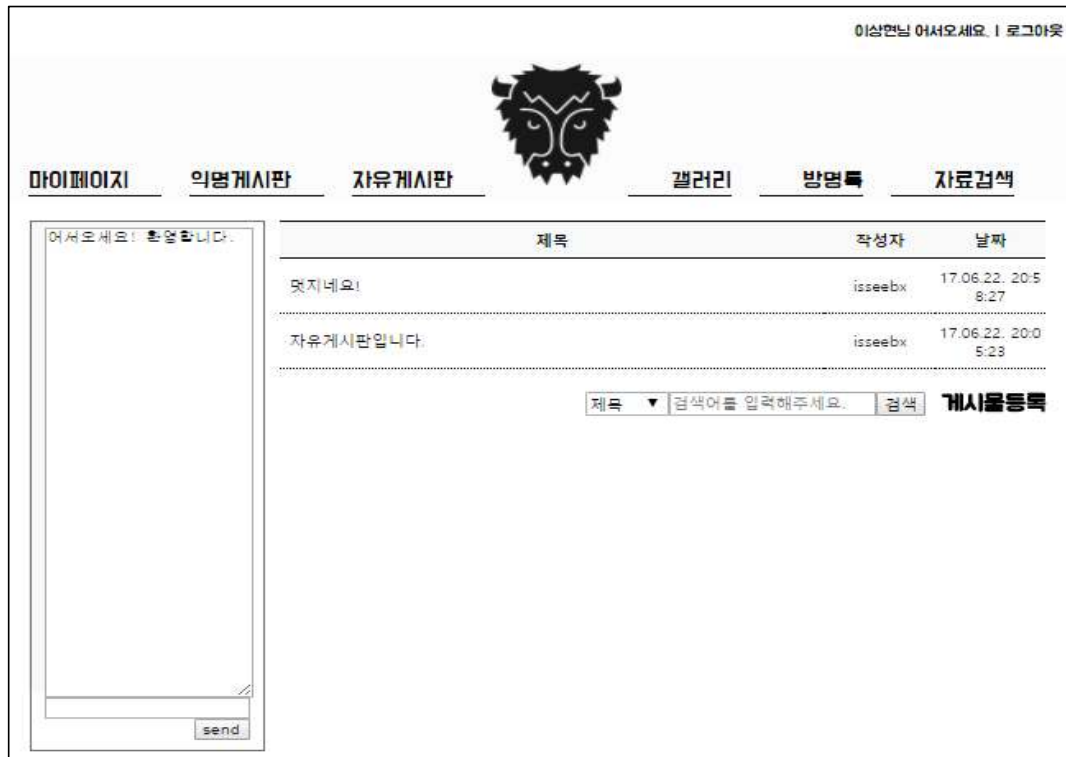 이상현님 어서오세요. | 로그아웃
마이페이지 익명게시판 자유게시판 갤러리 방명록 자료검색
어서오세요! 환영합니다.
제목 작성자 날짜
멋지네요! isseebx 17.06.22. 20:5
8:27
자유게시판입니다. isseebx 17.06.22. 20:0
5:23
제목 ▼ 검색어를 입력해주세요. 검색 게시물등록
send